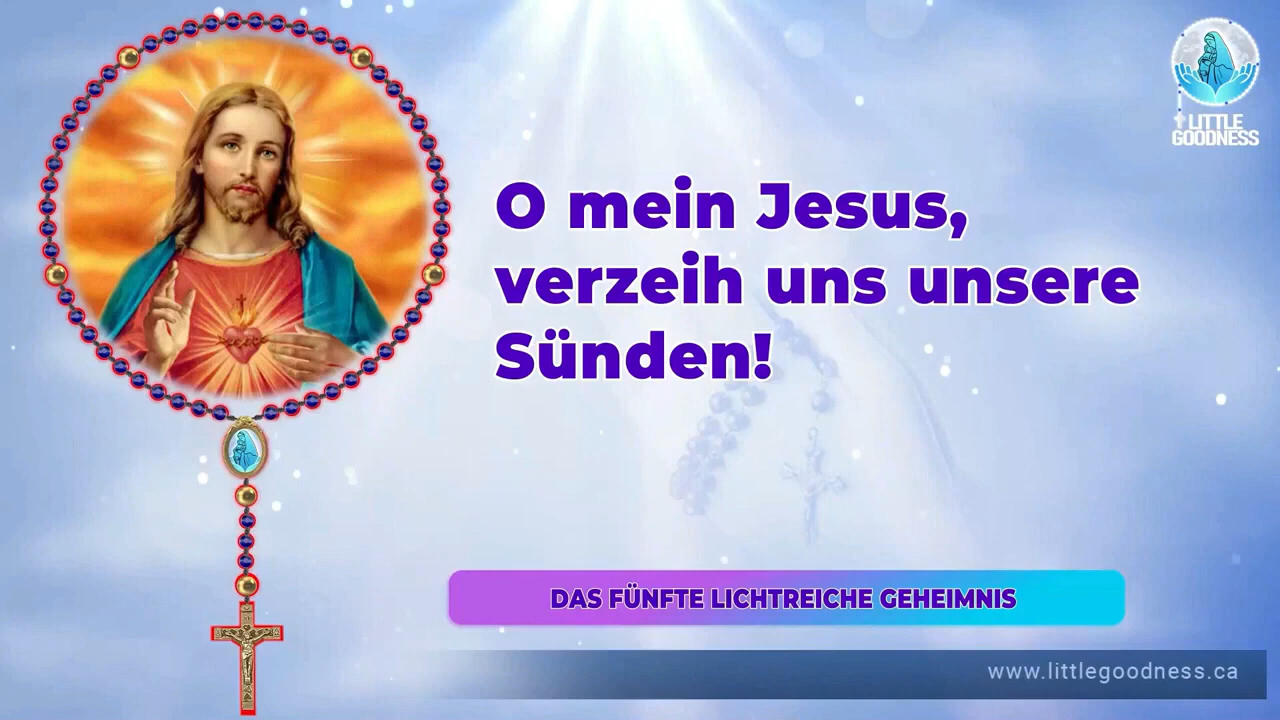 LITTLE
GOODNESS
O mein Jesus,
verzeih uns unsere
Sünden!
DAS FÜNFTE LICHTREICHE GEHEIMNIS
www.littlegoodness.ca